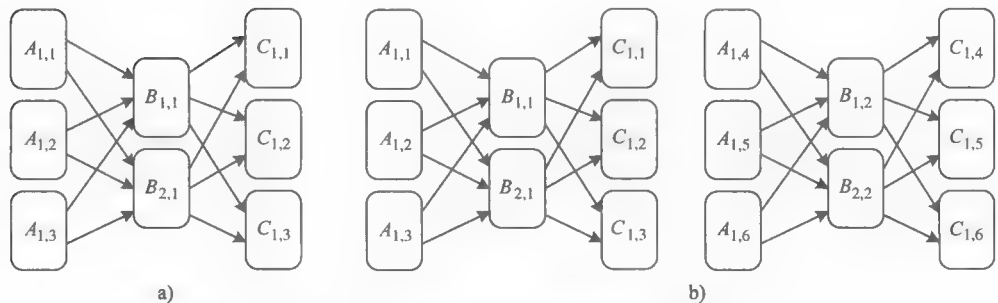 A1,1
A1,2
A1,3
B1,1
B2,1
C1,1
C1,2
C1,3
a)
A1,1
A1,2
A1,3
B1,1
B2,1
C1,1
C1,2
C1,3
A1,4
A1,5
A1,6
B1,2
B2,2
C1,4
C1,5
C1,6
b)